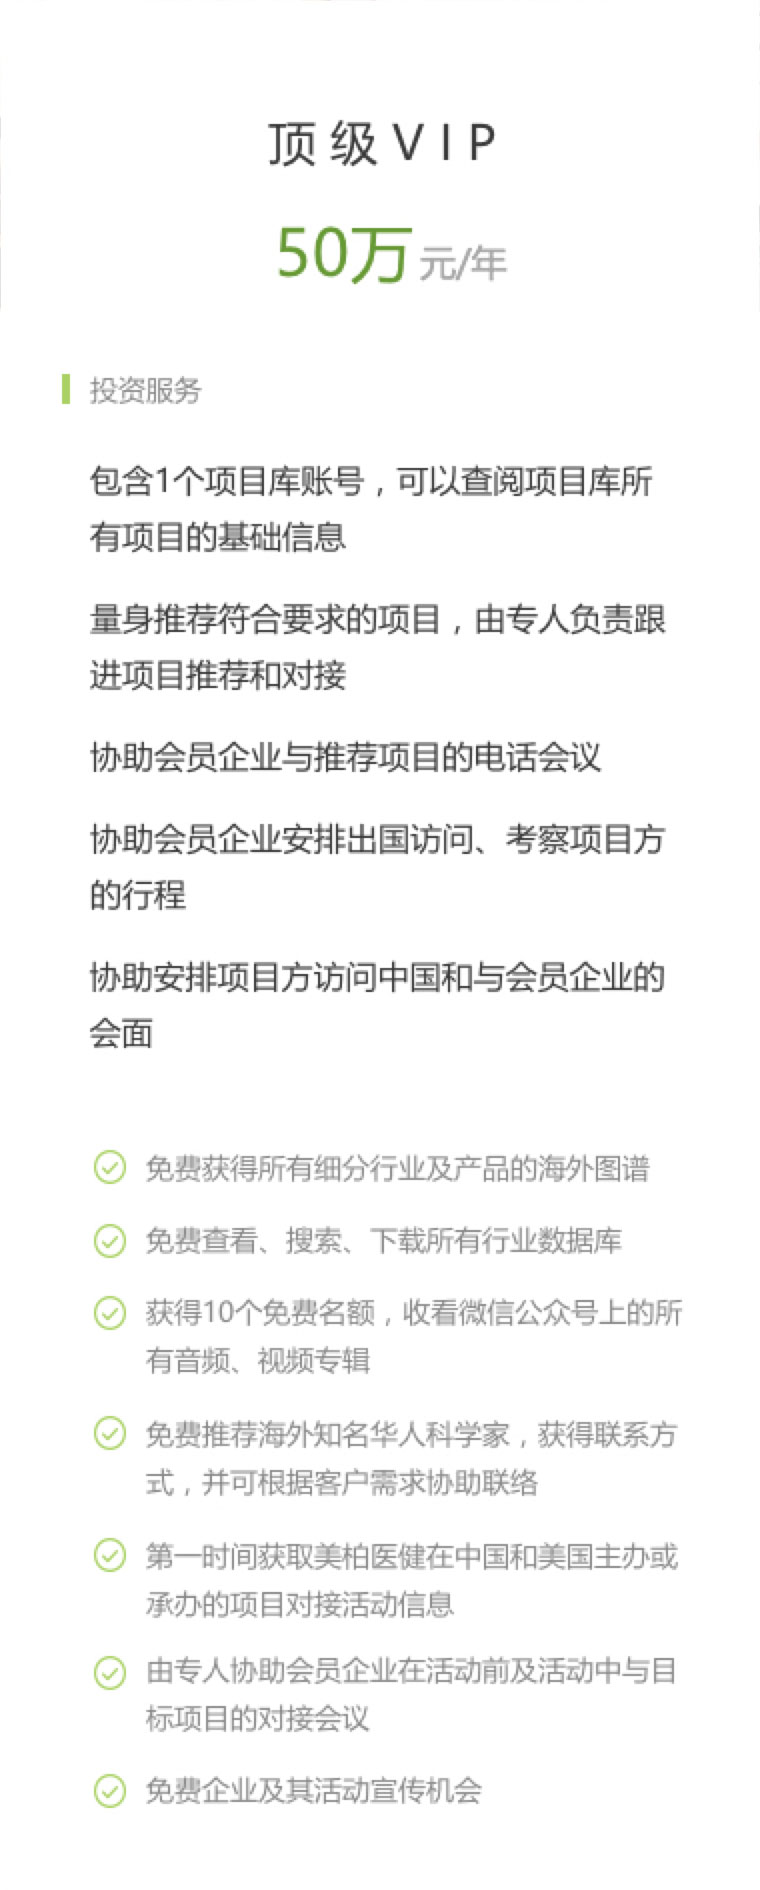 顶级VIP
50万元/年
投资服务
包含1个项目库账号，可以查阅项目库所
有项目的基础信息
量身推荐符合要求的项目，由专人负责跟
进项目推荐和对接
协助会员企业与推荐项目的电话会议
协助会员企业安排出国访问、考察项目方
的行程
协助安排项目方访问中国和与会员企业的
会面
免费获得所有细分行业及产品的海外图谱
免费查看、搜索、下载所有行业数据库
获得10个免费名额，收看微信公众号上的所
有音频、视频专辑
免费推荐海外知名华人科学家，获得联系方
式，并可根据客户需求协助联络
第一时间获取美柏医健在中国和美国主办或
承办的项目对接活动信息
由专人协助会员企业在活动前及活动中与目
标项目的对接会议
免费企业及其活动宣传机会